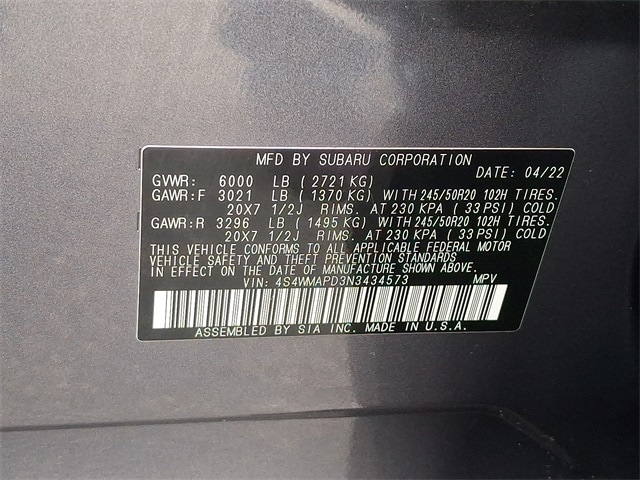 MFD BY SUBARU CORPORATION
DATE: 04/22
GVWR: 6000 LB ( 2721 KG)
GAWR:F 3021 LB ( 1370 KG) WITH 245/50R20 102H TIRES.
20X7 1/2J RIMS. AT 230 KPA ( 33 PSI) COLD
GAWR:R 3296 LB ( 1495 KG) WITH 245/50R20 102H TIRES.
20X7 1/2J RIMS. AT 230 KPA ( 33 PSI) COLD
THIS VEHICLE CONFORMS TO ALL APPLICABLE FEDERAL MOTOR
VEHICLE SAFETY AND THEFT PREVENTION STANDARDS
IN EFFECT ON THE DATE OF MANUFACTURE SHOWN ABOVE.
VIN: 4S4WMAPD3N3434573 MPV
ASSEMBLED BY SIA INC. MADE IN U.S.A.